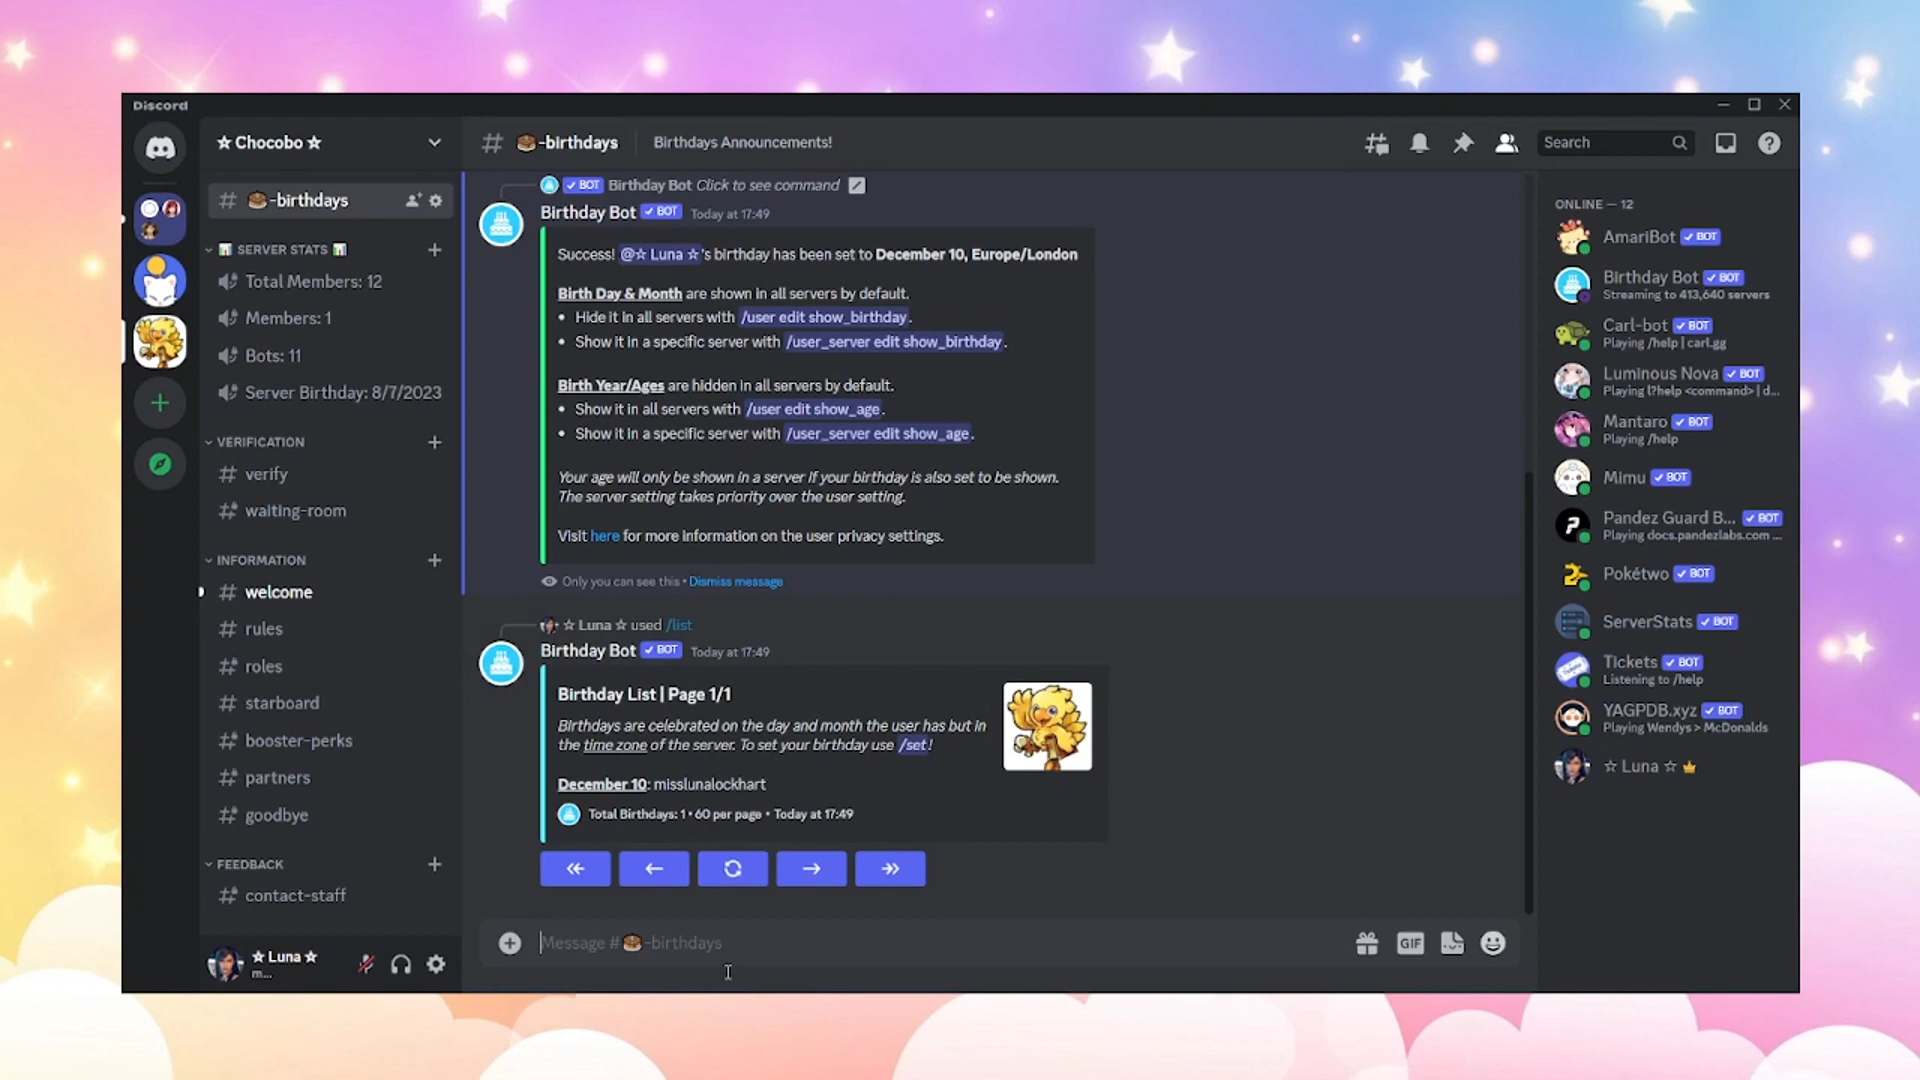 Discord
☆ Chocobo ☆
-birthdays
Birthdays Announcements!
Search
-birthdays
📊 SERVER STATS 📊
Total Members: 12
Members: 1
Bots: 11
Server Birthday: 8/7/2023
VERIFICATION
verify
waiting-room
INFORMATION
welcome
rules
roles
starboard
booster-perks
partners
goodbye
FEEDBACK
contact-staff
☆ Luna ☆
m...
✓ BOT Birthday Bot Click to see command
Birthday Bot ✓ BOT Today at 17:49
Success! @☆ Luna ☆'s birthday has been set to December 10, Europe/London
Birth Day & Month are shown in all servers by default.
• Hide it in all servers with /user edit show_birthday.
• Show it in a specific server with /user_server edit show_birthday.
Birth Year/Ages are hidden in all servers by default.
• Show it in all servers with /user edit show_age.
• Show it in a specific server with /user_server edit show_age.
Your age will only be shown in a server if your birthday is also set to be shown.
The server setting takes priority over the user setting.
Visit here for more information on the user privacy settings.
Only you can see this • Dismiss message
☆ Luna ☆ used /list
Birthday Bot ✓ BOT Today at 17:49
Birthday List | Page 1/1
Birthdays are celebrated on the day and month the user has but in
the time zone of the server. To set your birthday use /set!
December 10: misslunalockhart
Total Birthdays: 1 • 60 per page • Today at 17:49
Message #-birthdays
GIF
ONLINE — 12
AmariBot ✓ BOT
Birthday Bot ✓ BOT
Streaming to 413,640 servers
Carl-bot ✓ BOT
Playing /help | carl.gg
Luminous Nova ✓ BOT
Playing l?help <command> | d...
Mantaro ✓ BOT
Playing /help
Mimu ✓ BOT
Pandez Guard B... ✓ BOT
Playing docs.pandezlabs.com ...
Pokétwo ✓ BOT
ServerStats ✓ BOT
Tickets ✓ BOT
Listening to /help
YAGPDB.xyz ✓ BOT
Playing Wendys > McDonalds
☆ Luna ☆